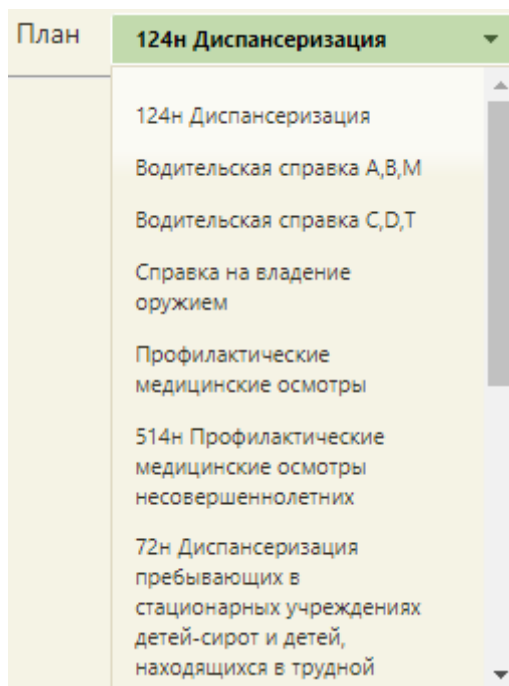 План
124н Диспансеризация
124н Диспансеризация
Водительская справка A,B,M
Водительская справка C,D,T
Справка на владение
оружием
Профилактические
медицинские осмотры
514н Профилактические
медицинские осмотры
несовершеннолетних
72н Диспансеризация
пребывающих в
стационарных учреждениях
детей-сирот и детей,
находящихся в трудной